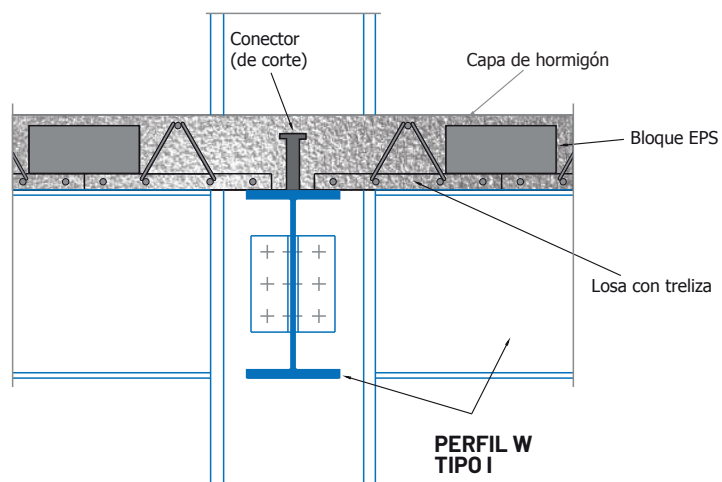 Conector
(de corte)
Capa de hormigón
Bloque EPS
Losa con treliza
PERFIL W
TIPO I